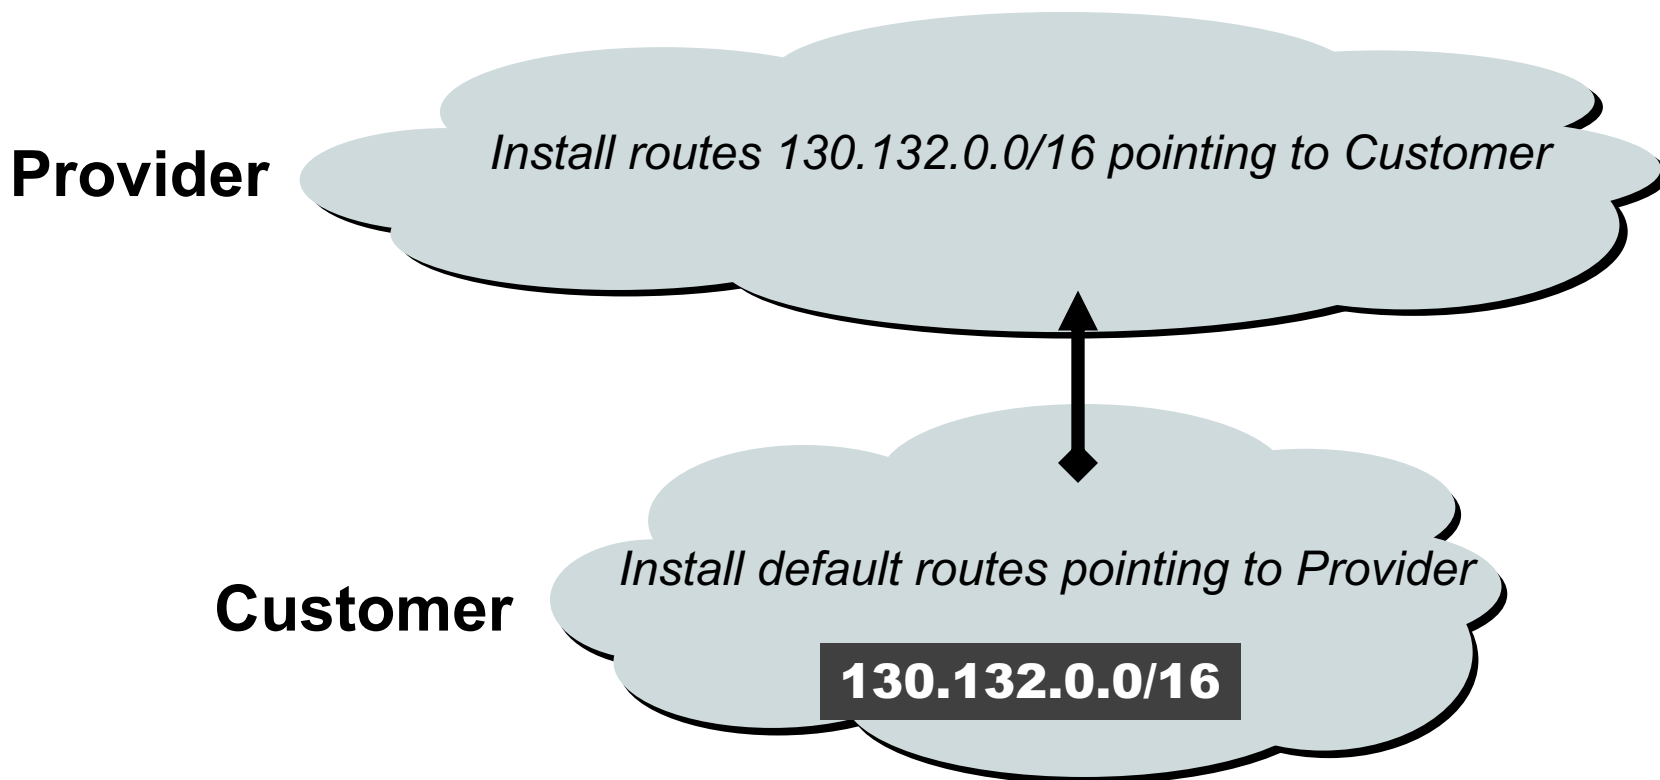 Install routes 130.132.0.0/16 pointing to Customer
Provider
Install default routes pointing to Provider
Customer
130.132.0.0/16